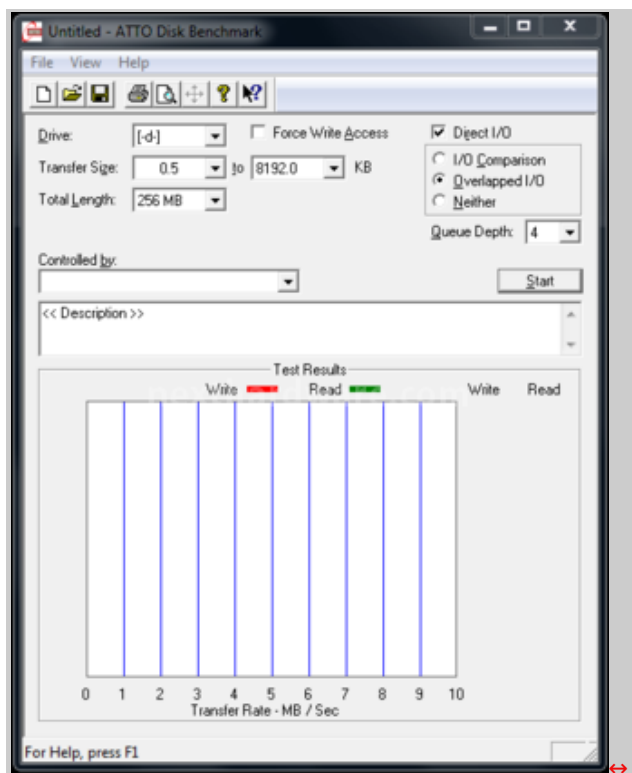 Untitled - ATTO Disk Benchmark
File View Help
Drive: [-d-] Force Write Access Direct I/O
Transfer Size: 0.5 to 8192.0 KB I/O Comparison
Overlapped I/O
Total Length: 256 MB Neither
Queue Depth: 4
Controlled by:
Start
<< Description >>
Test Results
Write Read Write Read
0 1 2 3 4 5 6 7 8 9 10
Transfer Rate - MB / Sec
For Help, press F1